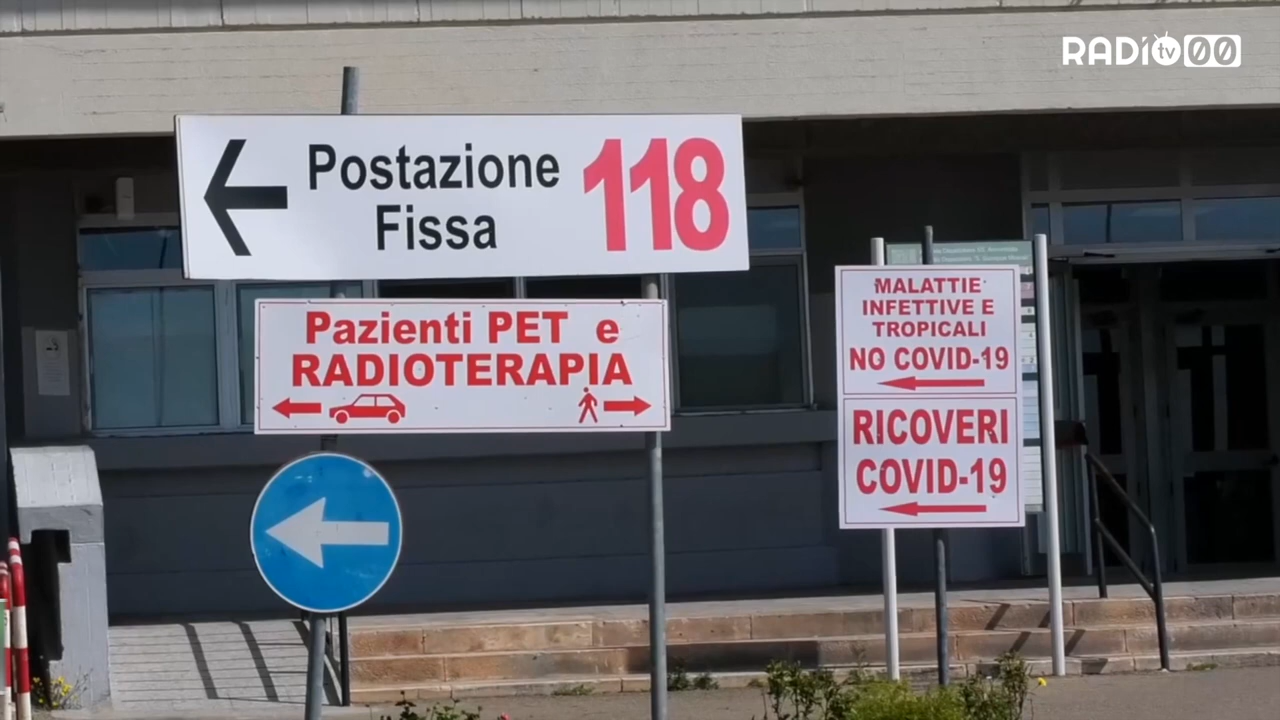 RADIO tv 00
Postazione
Fissa
118
Pazienti PET e
RADIOTERAPIA
MALATTIE
INFETTIVE E
TROPICALI
NO COVID-19
RICOVERI
COVID-19